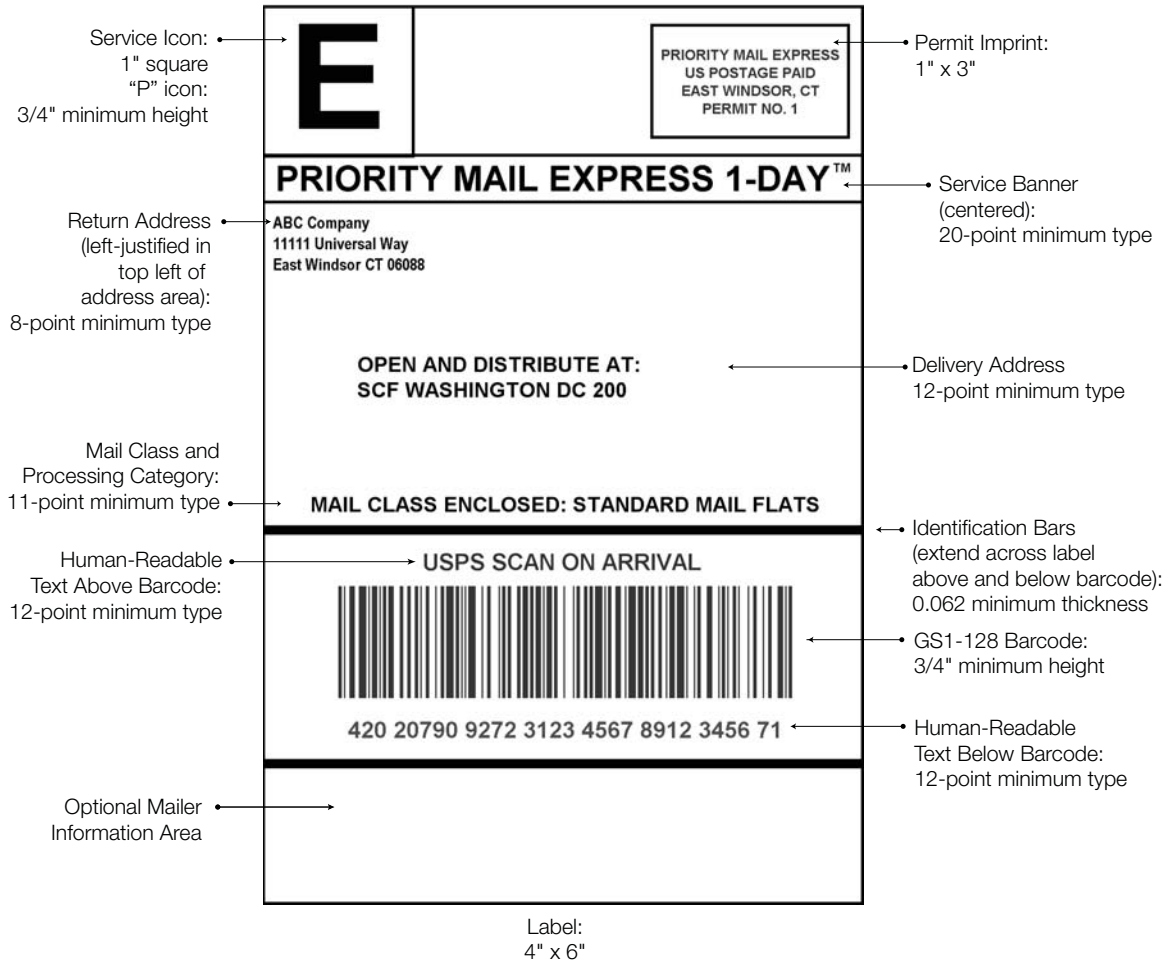 Service Icon:
1" square
“P” icon:
3/4" minimum height
E
PRIORITY MAIL EXPRESS
US POSTAGE PAID
EAST WINDSOR, CT
PERMIT NO. 1
Permit Imprint:
1" x 3"
PRIORITY MAIL EXPRESS 1-DAY™
Service Banner
(centered):
20-point minimum type
Return Address
(left-justified in
top left of
address area):
8-point minimum type
ABC Company
11111 Universal Way
East Windsor CT 06088
OPEN AND DISTRIBUTE AT:
SCF WASHINGTON DC 200
Delivery Address
12-point minimum type
Mail Class and
Processing Category:
11-point minimum type
MAIL CLASS ENCLOSED: STANDARD MAIL FLATS
Identification Bars
(extend across label
above and below barcode):
0.062 minimum thickness
Human-Readable
Text Above Barcode:
12-point minimum type
USPS SCAN ON ARRIVAL
GS1-128 Barcode:
3/4" minimum height
420 20790 9272 3123 4567 8912 3456 71
Human-Readable
Text Below Barcode:
12-point minimum type
Optional Mailer
Information Area
Label:
4" x 6"